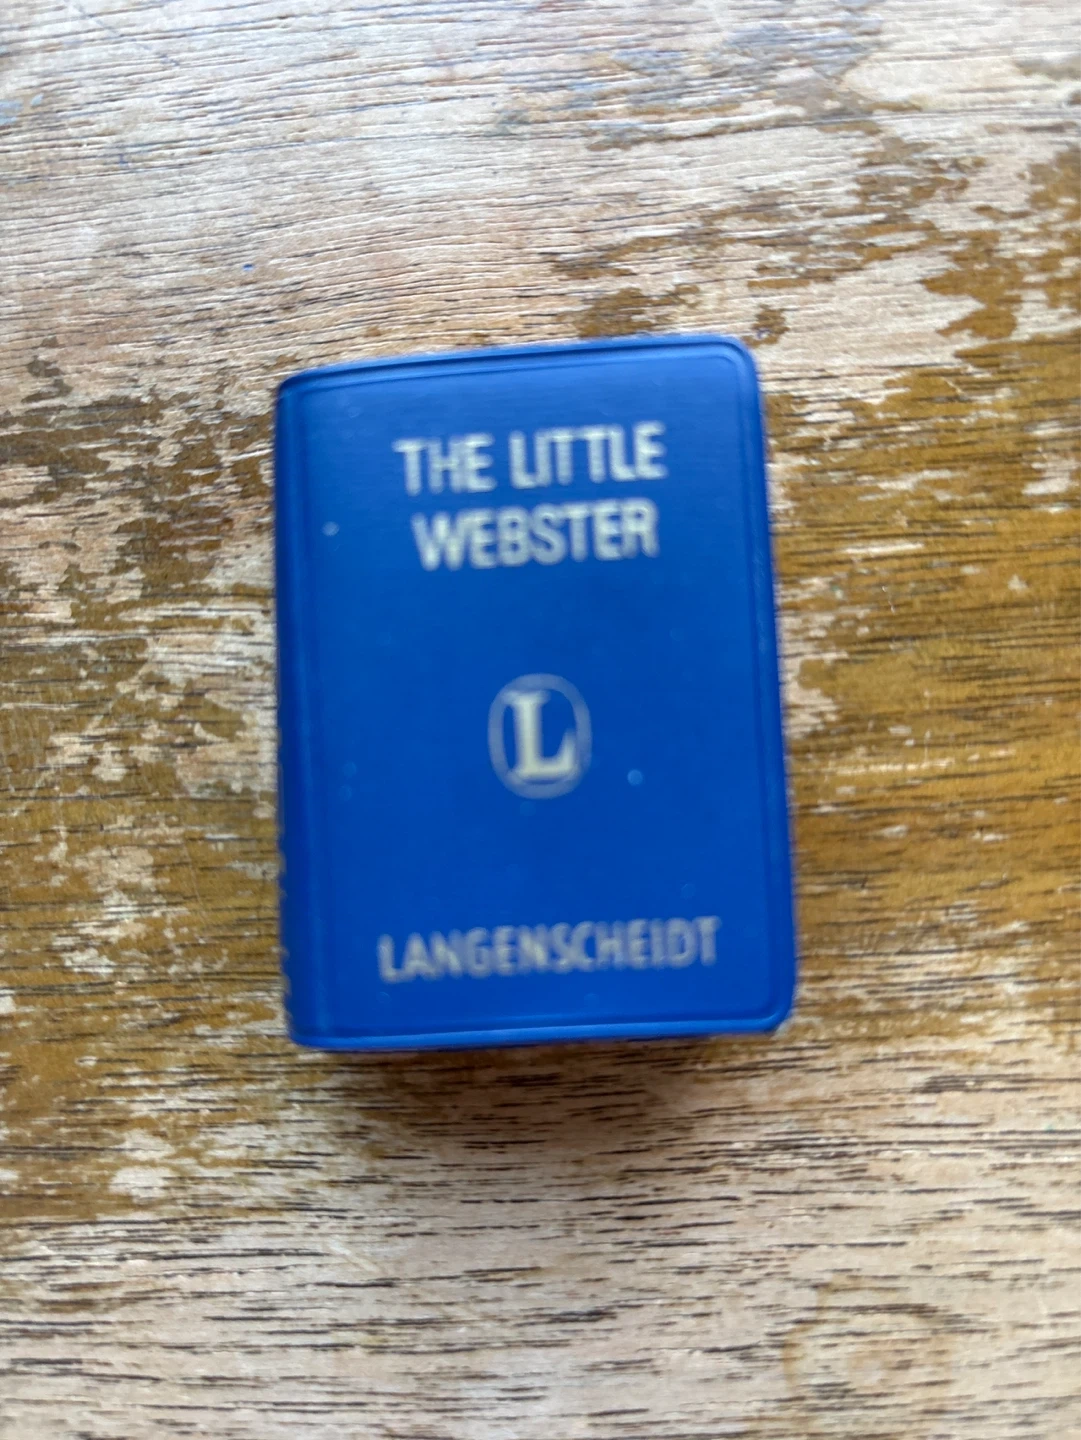 THE LITTLE
WEBSTER
L
LANGENSCHEIDT